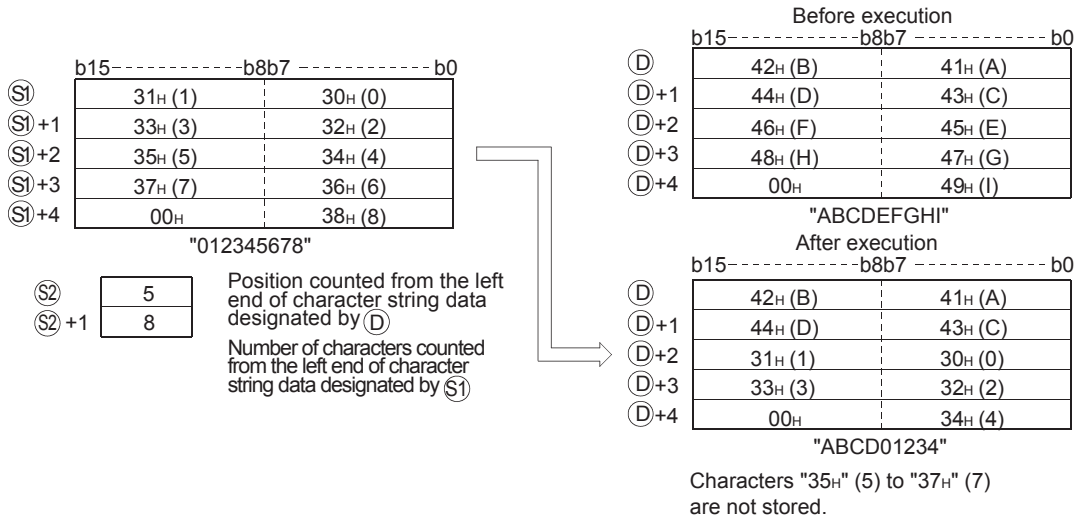 b15 b8b7 b0
S1 31H (1) 30H (0)
S1 +1 33H (3) 32H (2)
S1 +2 35H (5) 34H (4)
S1 +3 37H (7) 36H (6)
S1 +4 00H 38H (8)
"012345678"
S2 5
S2 +1 8
Position counted from the left
end of character string data
designated by D
Number of characters counted
from the left end of character
string data designated by S1
Before execution
b15 b8b7 b0
D 42H (B) 41H (A)
D+1 44H (D) 43H (C)
D+2 46H (F) 45H (E)
D+3 48H (H) 47H (G)
D+4 00H 49H (I)
"ABCDEFGHI"
After execution
b15 b8b7 b0
D 42H (B) 41H (A)
D+1 44H (D) 43H (C)
D+2 31H (1) 30H (0)
D+3 33H (3) 32H (2)
D+4 00H 34H (4)
"ABCD01234"
Characters "35H" (5) to "37H" (7)
are not stored.